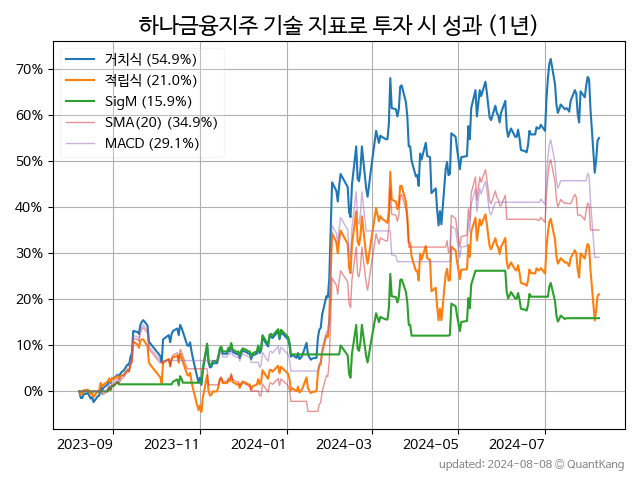 하나금융지주 기술 지표로 투자 시 성과 (1년)
거치식 (54.9%)
적립식 (21.0%)
SigM (15.9%)
SMA(20) (34.9%)
MACD (29.1%)
70%
60%
50%
40%
30%
20%
10%
0%
2023-09 2023-11 2024-01 2024-03 2024-05 2024-07
updated: 2024-08-08 © QuantKang